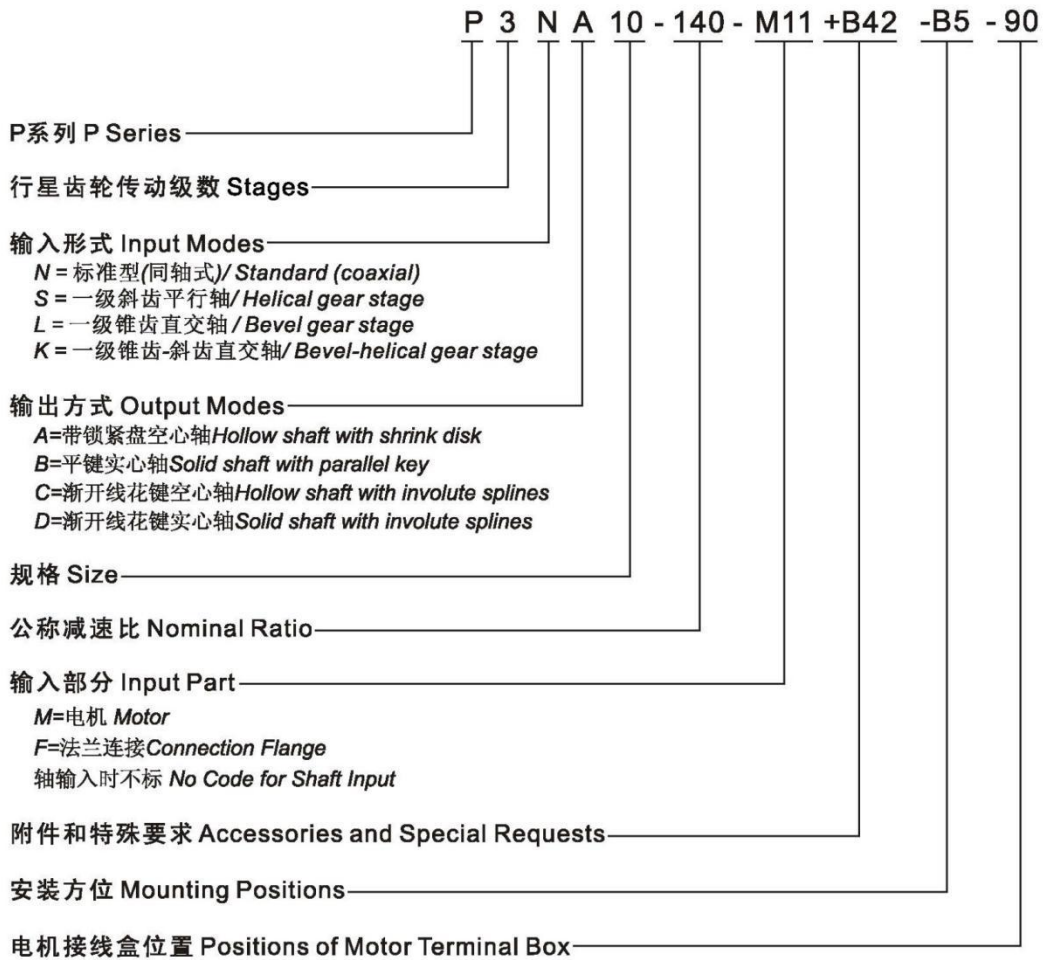 P 3 N A 10 - 140 - M11 +B42 -B5 - 90
P系列 P Series
行星齿轮传动级数 Stages
输入形式 Input Modes
N = 标准型(同轴式)/ Standard (coaxial)
S = 一级斜齿平行轴/ Helical gear stage
L = 一级锥齿直交轴 / Bevel gear stage
K = 一级锥齿-斜齿直交轴/ Bevel-helical gear stage
输出方式 Output Modes
A=带锁紧盘空心轴Hollow shaft with shrink disk
B=平键实心轴Solid shaft with parallel key
C=渐开线花键空心轴Hollow shaft with involute splines
D=渐开线花键实心轴Solid shaft with involute splines
规格 Size
公称减速比 Nominal Ratio
输入部分 Input Part
M=电机 Motor
F=法兰连接Connection Flange
轴输入时不标 No Code for Shaft Input
附件和特殊要求 Accessories and Special Requests
安装方位 Mounting Positions
电机接线盒位置 Positions of Motor Terminal Box